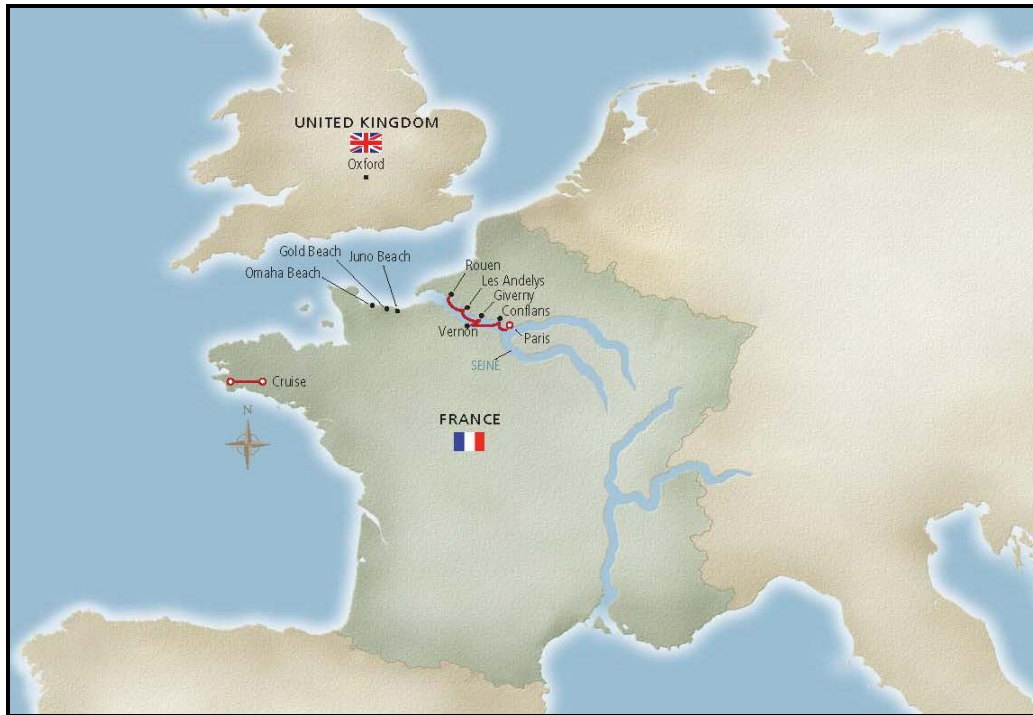 UNITED KINGDOM
Oxford
Gold Beach
Juno Beach
Omaha Beach
Rouen
Les Andelys
Giverny
Conflans
Vernon
Paris
SEINE
Cruise
N
FRANCE